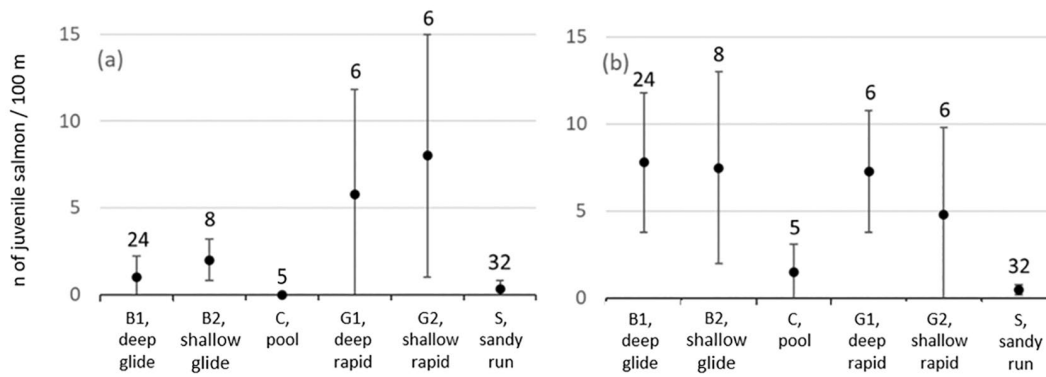 n of juvenile salmon / 100 m
(a)
15
10
5
0
24
8
5
6
6
32
B1, deep glide
B2, shallow glide
C, pool
G1, deep rapid
G2, shallow rapid
S, sandy run
(b)
15
10
5
0
24
8
5
6
6
32
B1, deep glide
B2, shallow glide
C, pool
G1, deep rapid
G2, shallow rapid
S, sandy run